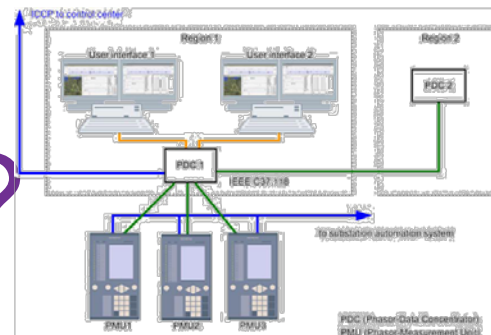 ICCP to control center
Region 1
Region 2
User interface 1
User interface 2
PDC 2
PDC 1
IEEE C37.118
to substation automation system
PMU1
PMU2
PMU3
PDC (Phasor Data Concentrator)
PMU (Phasor Measurement Unit)